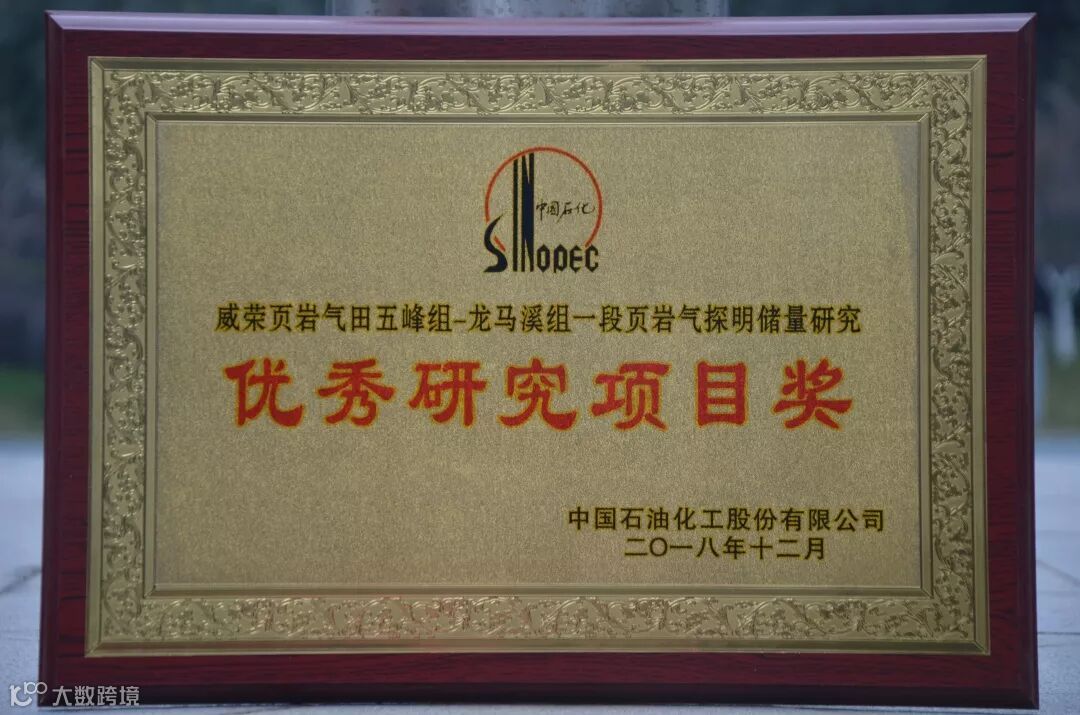 中国石化
SINOPEC
威荣页岩气田五峰组-龙马溪组一段页岩气探明储量研究
优秀研究项目奖
中国石油化工股份有限公司
二〇一八年十二月
大数跨境